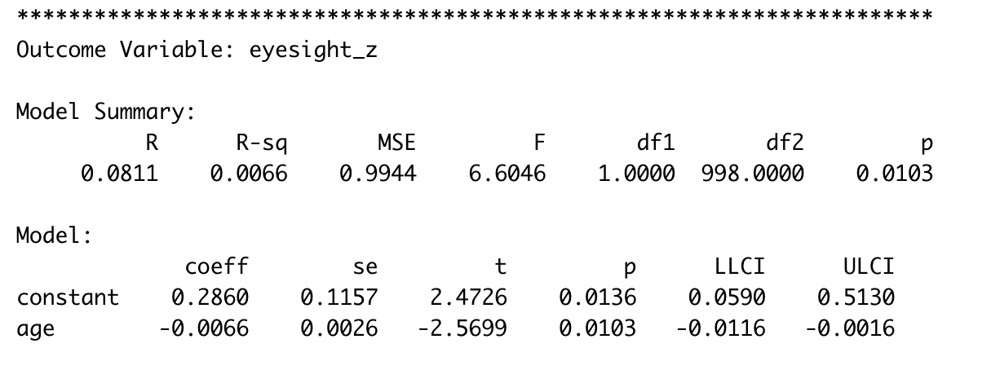 ***********************************************************************
Outcome Variable: eyesight_z
Model Summary:
R R-sq MSE F df1 df2 p
0.0811 0.0066 0.9944 6.6046 1.0000 998.0000 0.0103
Model:
coeff se t p LLCI ULCI
constant 0.2860 0.1157 2.4726 0.0136 0.0590 0.5130
age -0.0066 0.0026 -2.5699 0.0103 -0.0116 -0.0016